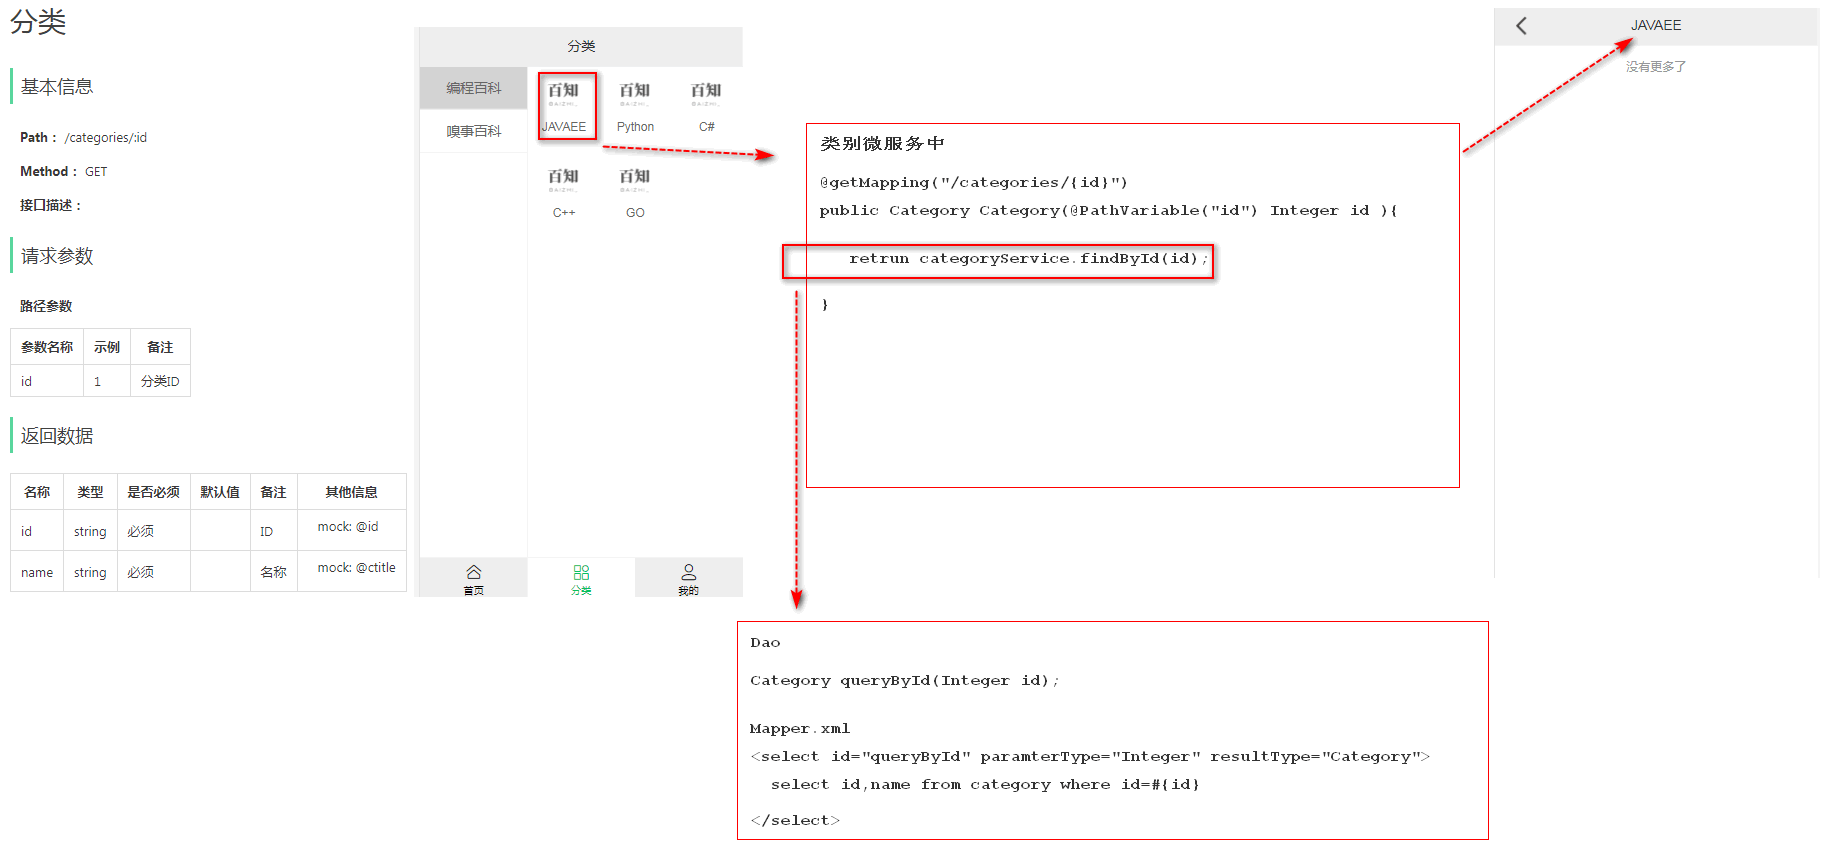 分类
基本信息
Path： /categories/:id
Method： GET
接口描述：
请求参数
路径参数
参数名称 示例 备注
id 1 分类ID
返回数据
名称 类型 是否必须 默认值 备注 其他信息
id string 必须 ID mock: @id
name string 必须 名称 mock: @ctitle
分类
编程百科
嗅事百科
百知 百知 百知
BAIZHI_ BAIZHI_ BAIZHI_
JAVAEE Python C#
百知 百知
BAIZHI_ BAIZHI_
C++ GO
首页 分类 我的
类别微服务中
@getMapping("/categories/{id}")
public Category Category(@PathVariable("id") Integer id ){
retrun categoryService.findById(id);
}
JAVAEE
没有更多了
Dao
Category queryById(Integer id);
Mapper.xml
<select id="queryById" paramterType="Integer" resultType="Category">
select id,name from category where id=#{id}
</select>